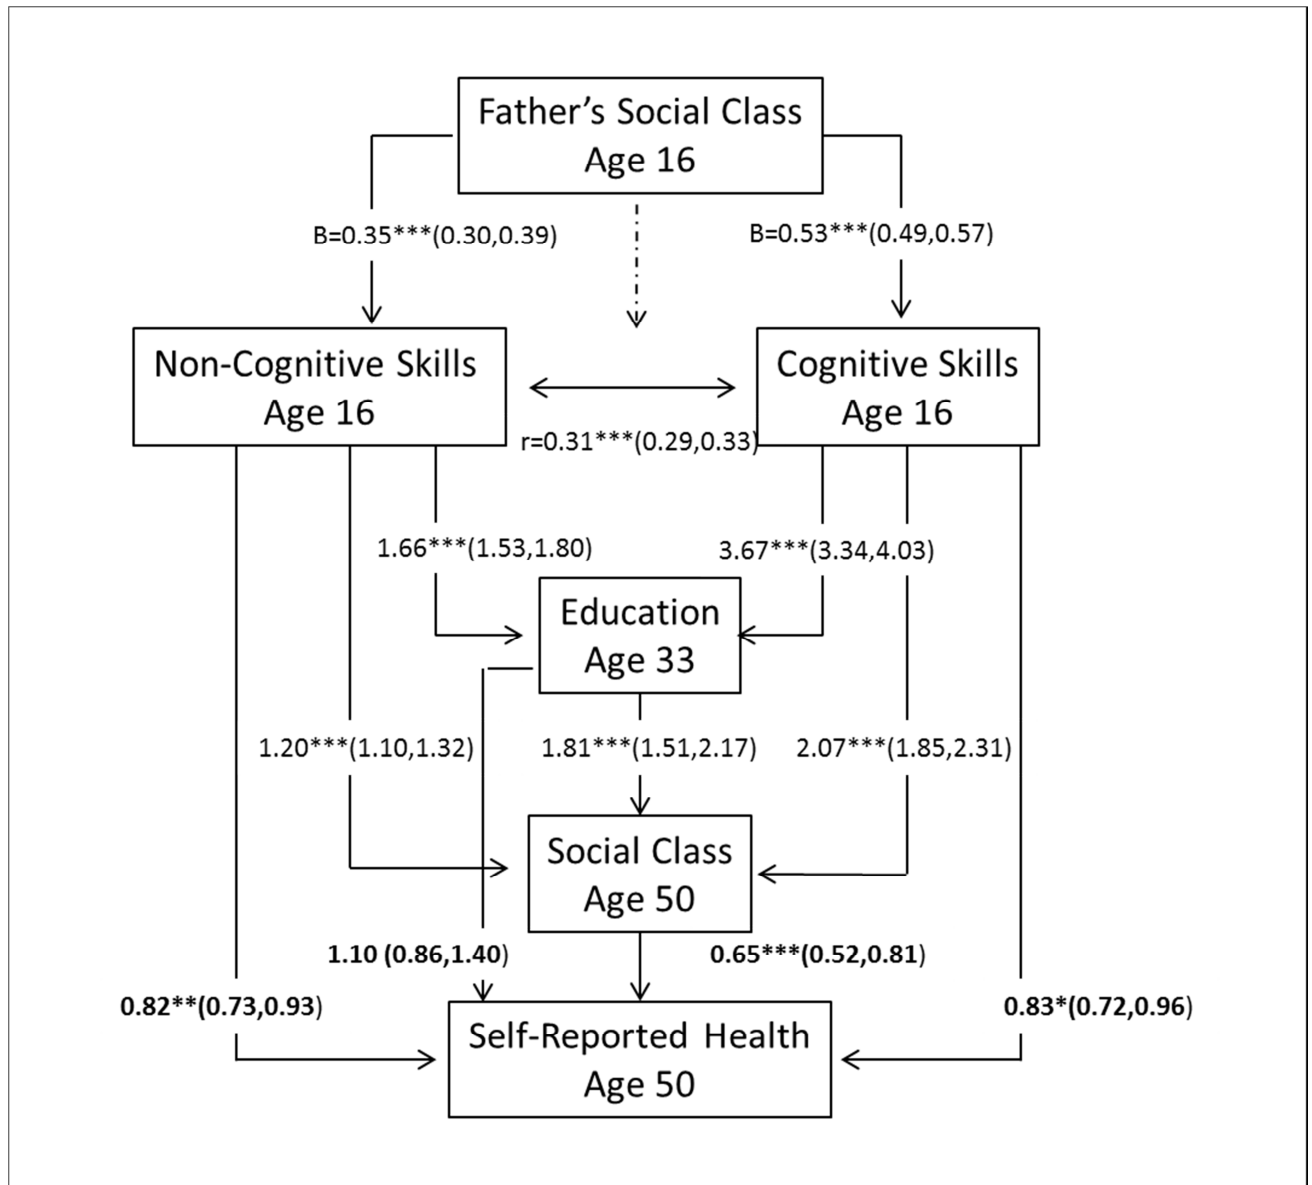 Father’s Social Class
Age 16
B=0.35***(0.30,0.39)
B=0.53***(0.49,0.57)
Non-Cognitive Skills
Age 16
Cognitive Skills
Age 16
r=0.31***(0.29,0.33)
1.66***(1.53,1.80)
3.67***(3.34,4.03)
Education
Age 33
1.20***(1.10,1.32)
1.81***(1.51,2.17)
2.07***(1.85,2.31)
Social Class
Age 50
1.10 (0.86,1.40)
0.65***(0.52,0.81)
0.82**(0.73,0.93)
0.83*(0.72,0.96)
Self-Reported Health
Age 50